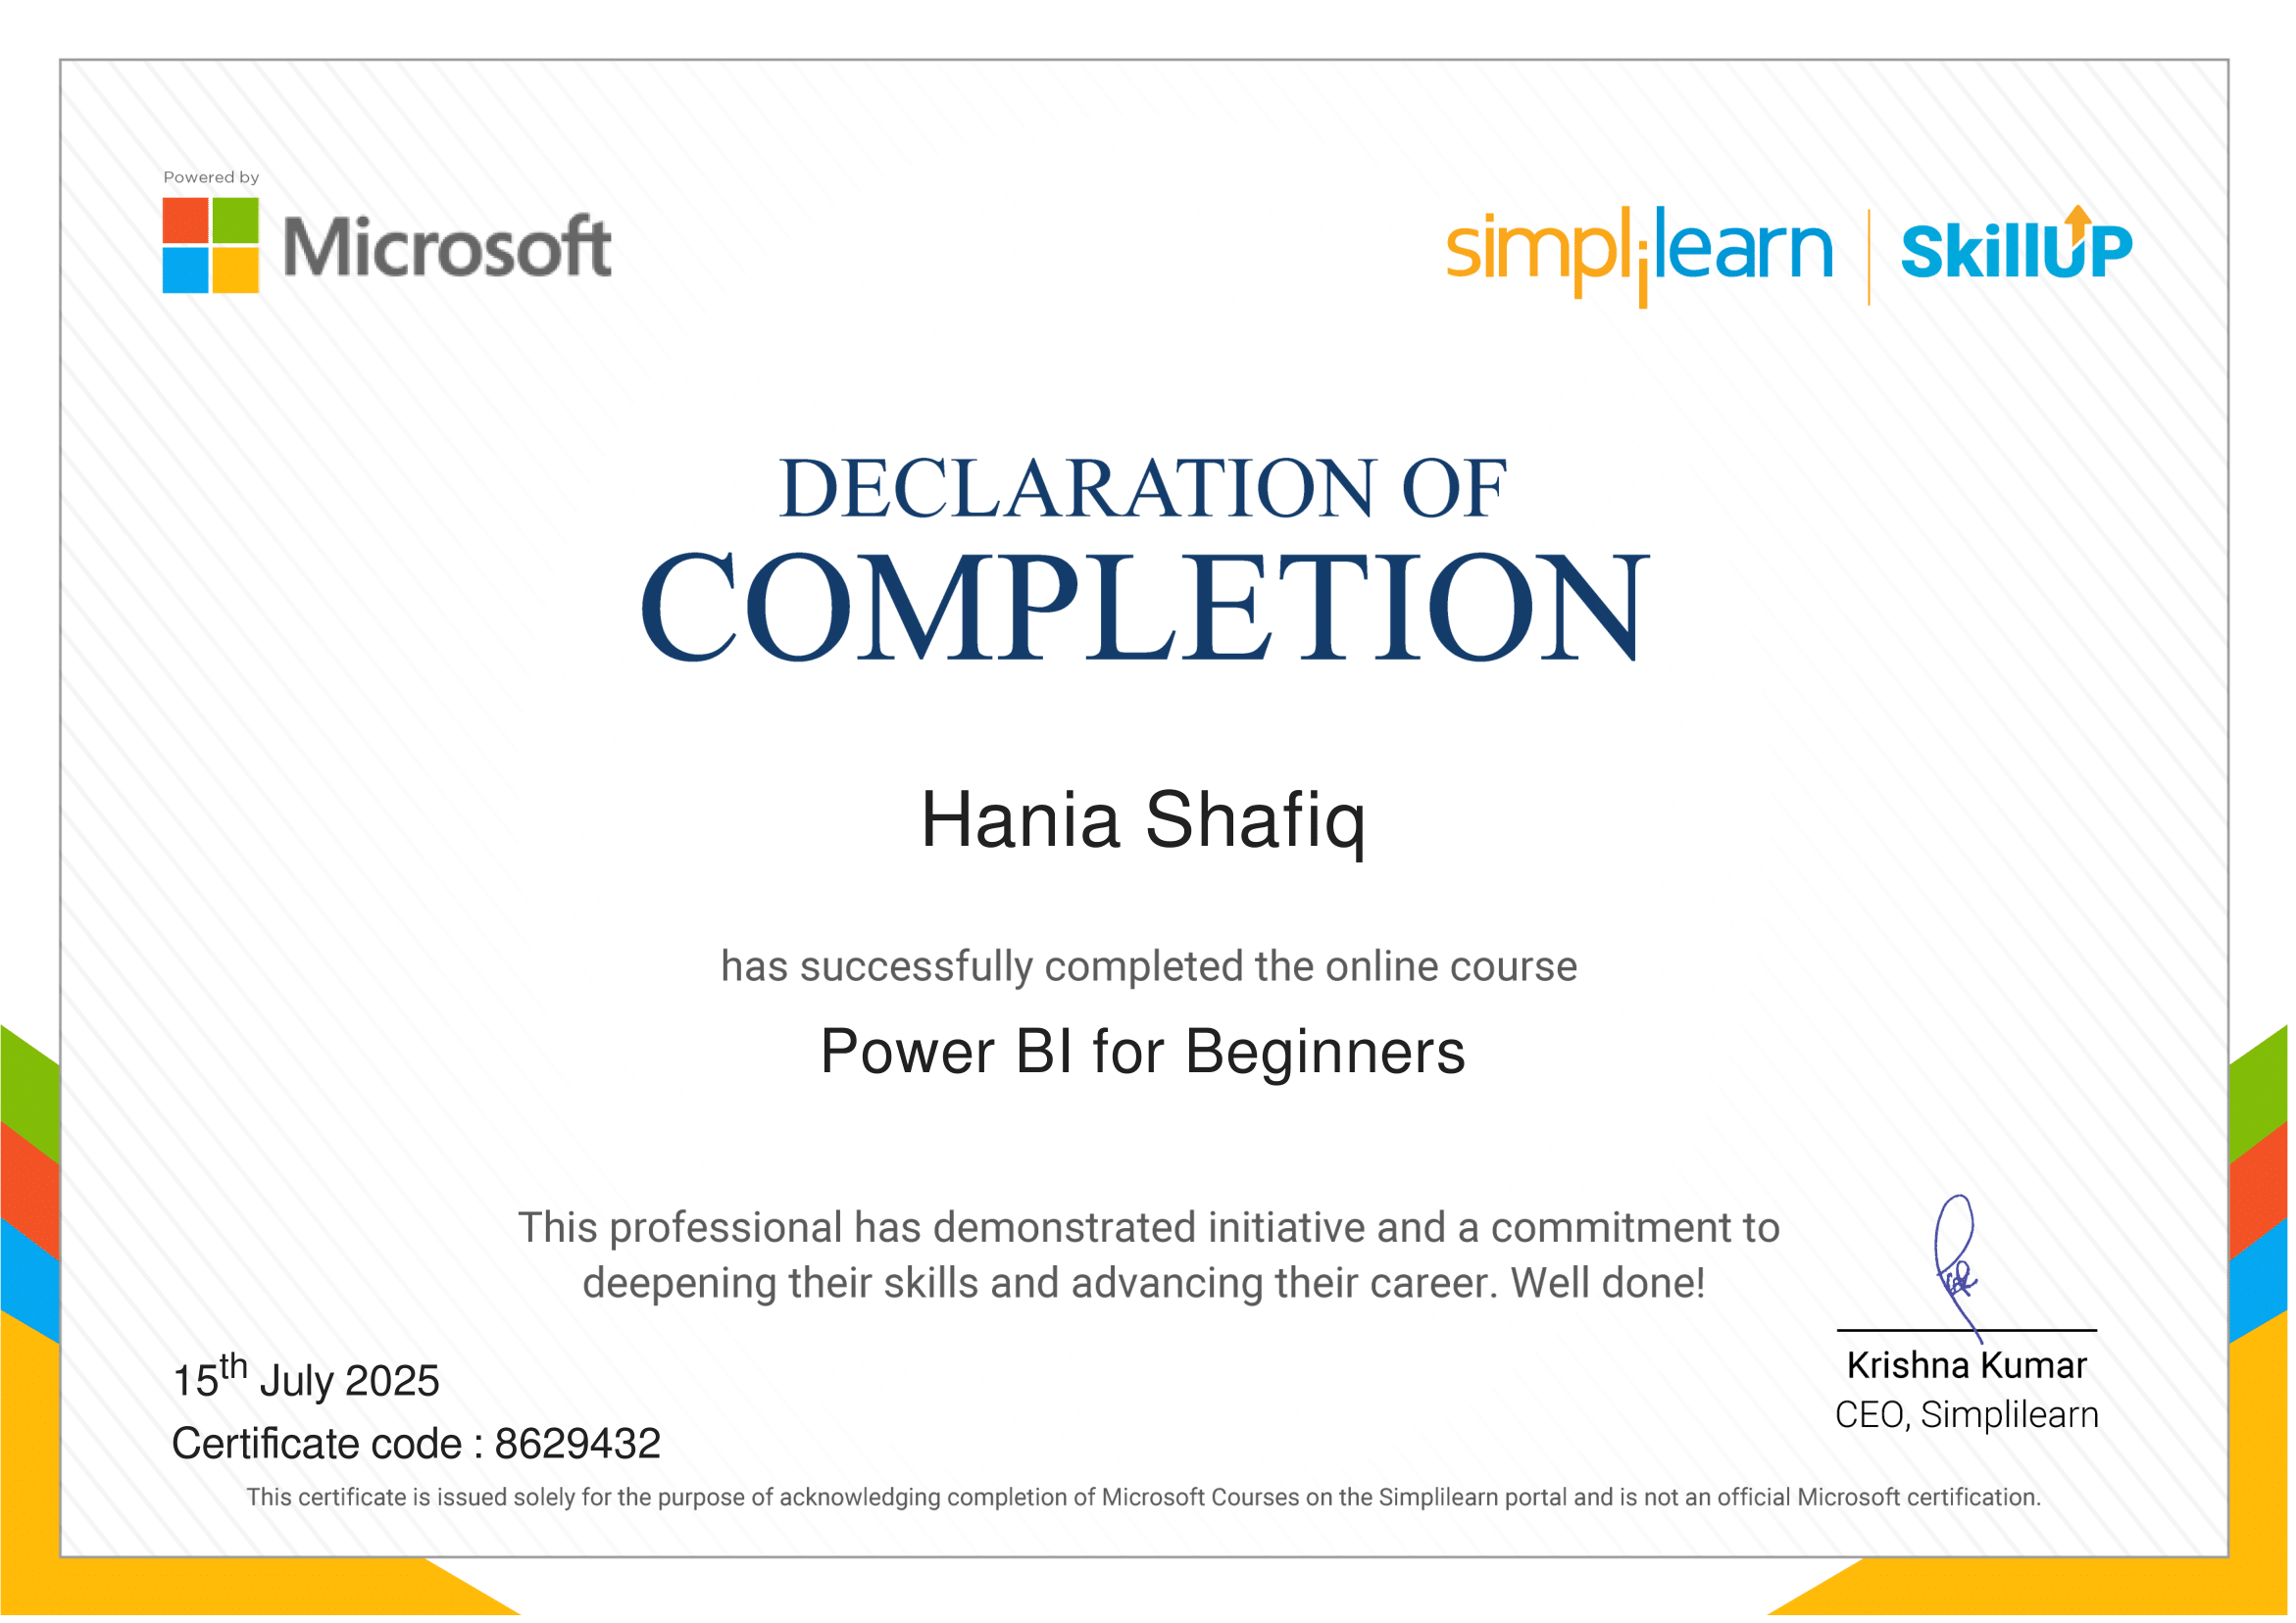 Powered by
Microsoft
simplilearn | SkillUP
DECLARATION OF
COMPLETION
Hania Shafiq
has successfully completed the online course
Power BI for Beginners
This professional has demonstrated initiative and a commitment to
deepening their skills and advancing their career. Well done!
15th July 2025
Certificate code : 8629432
Krishna Kumar
CEO, Simplilearn
This certificate is issued solely for the purpose of acknowledging completion of Microsoft Courses on the Simplilearn portal and is not an official Microsoft certification.